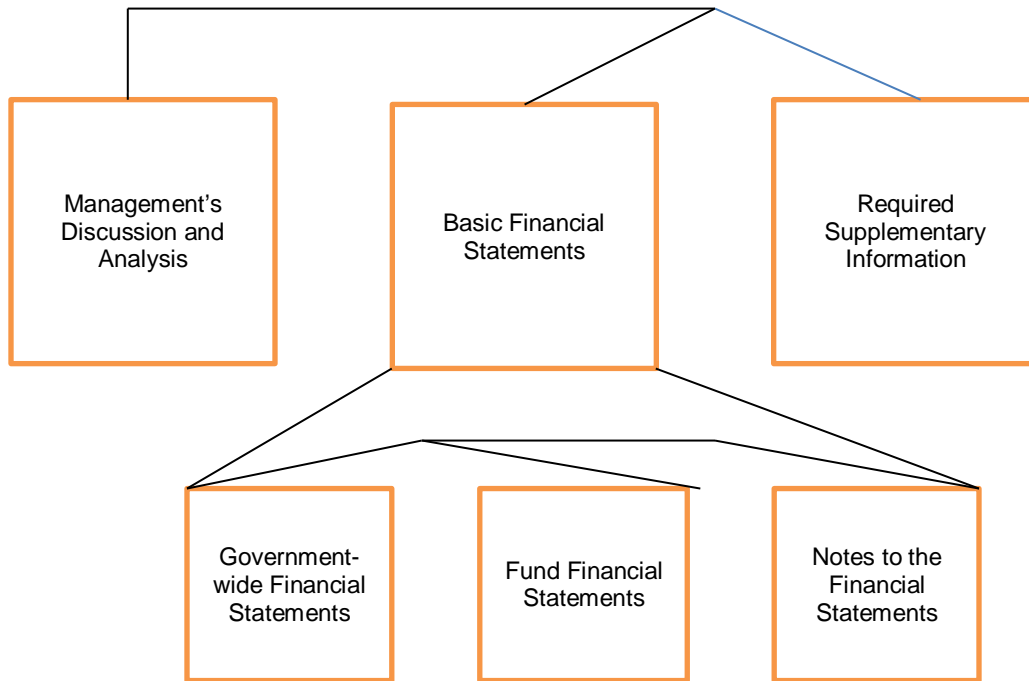 Management’s
Discussion and
Analysis
Basic Financial
Statements
Required
Supplementary
Information
Government-
wide Financial
Statements
Fund Financial
Statements
Notes to the
Financial
Statements